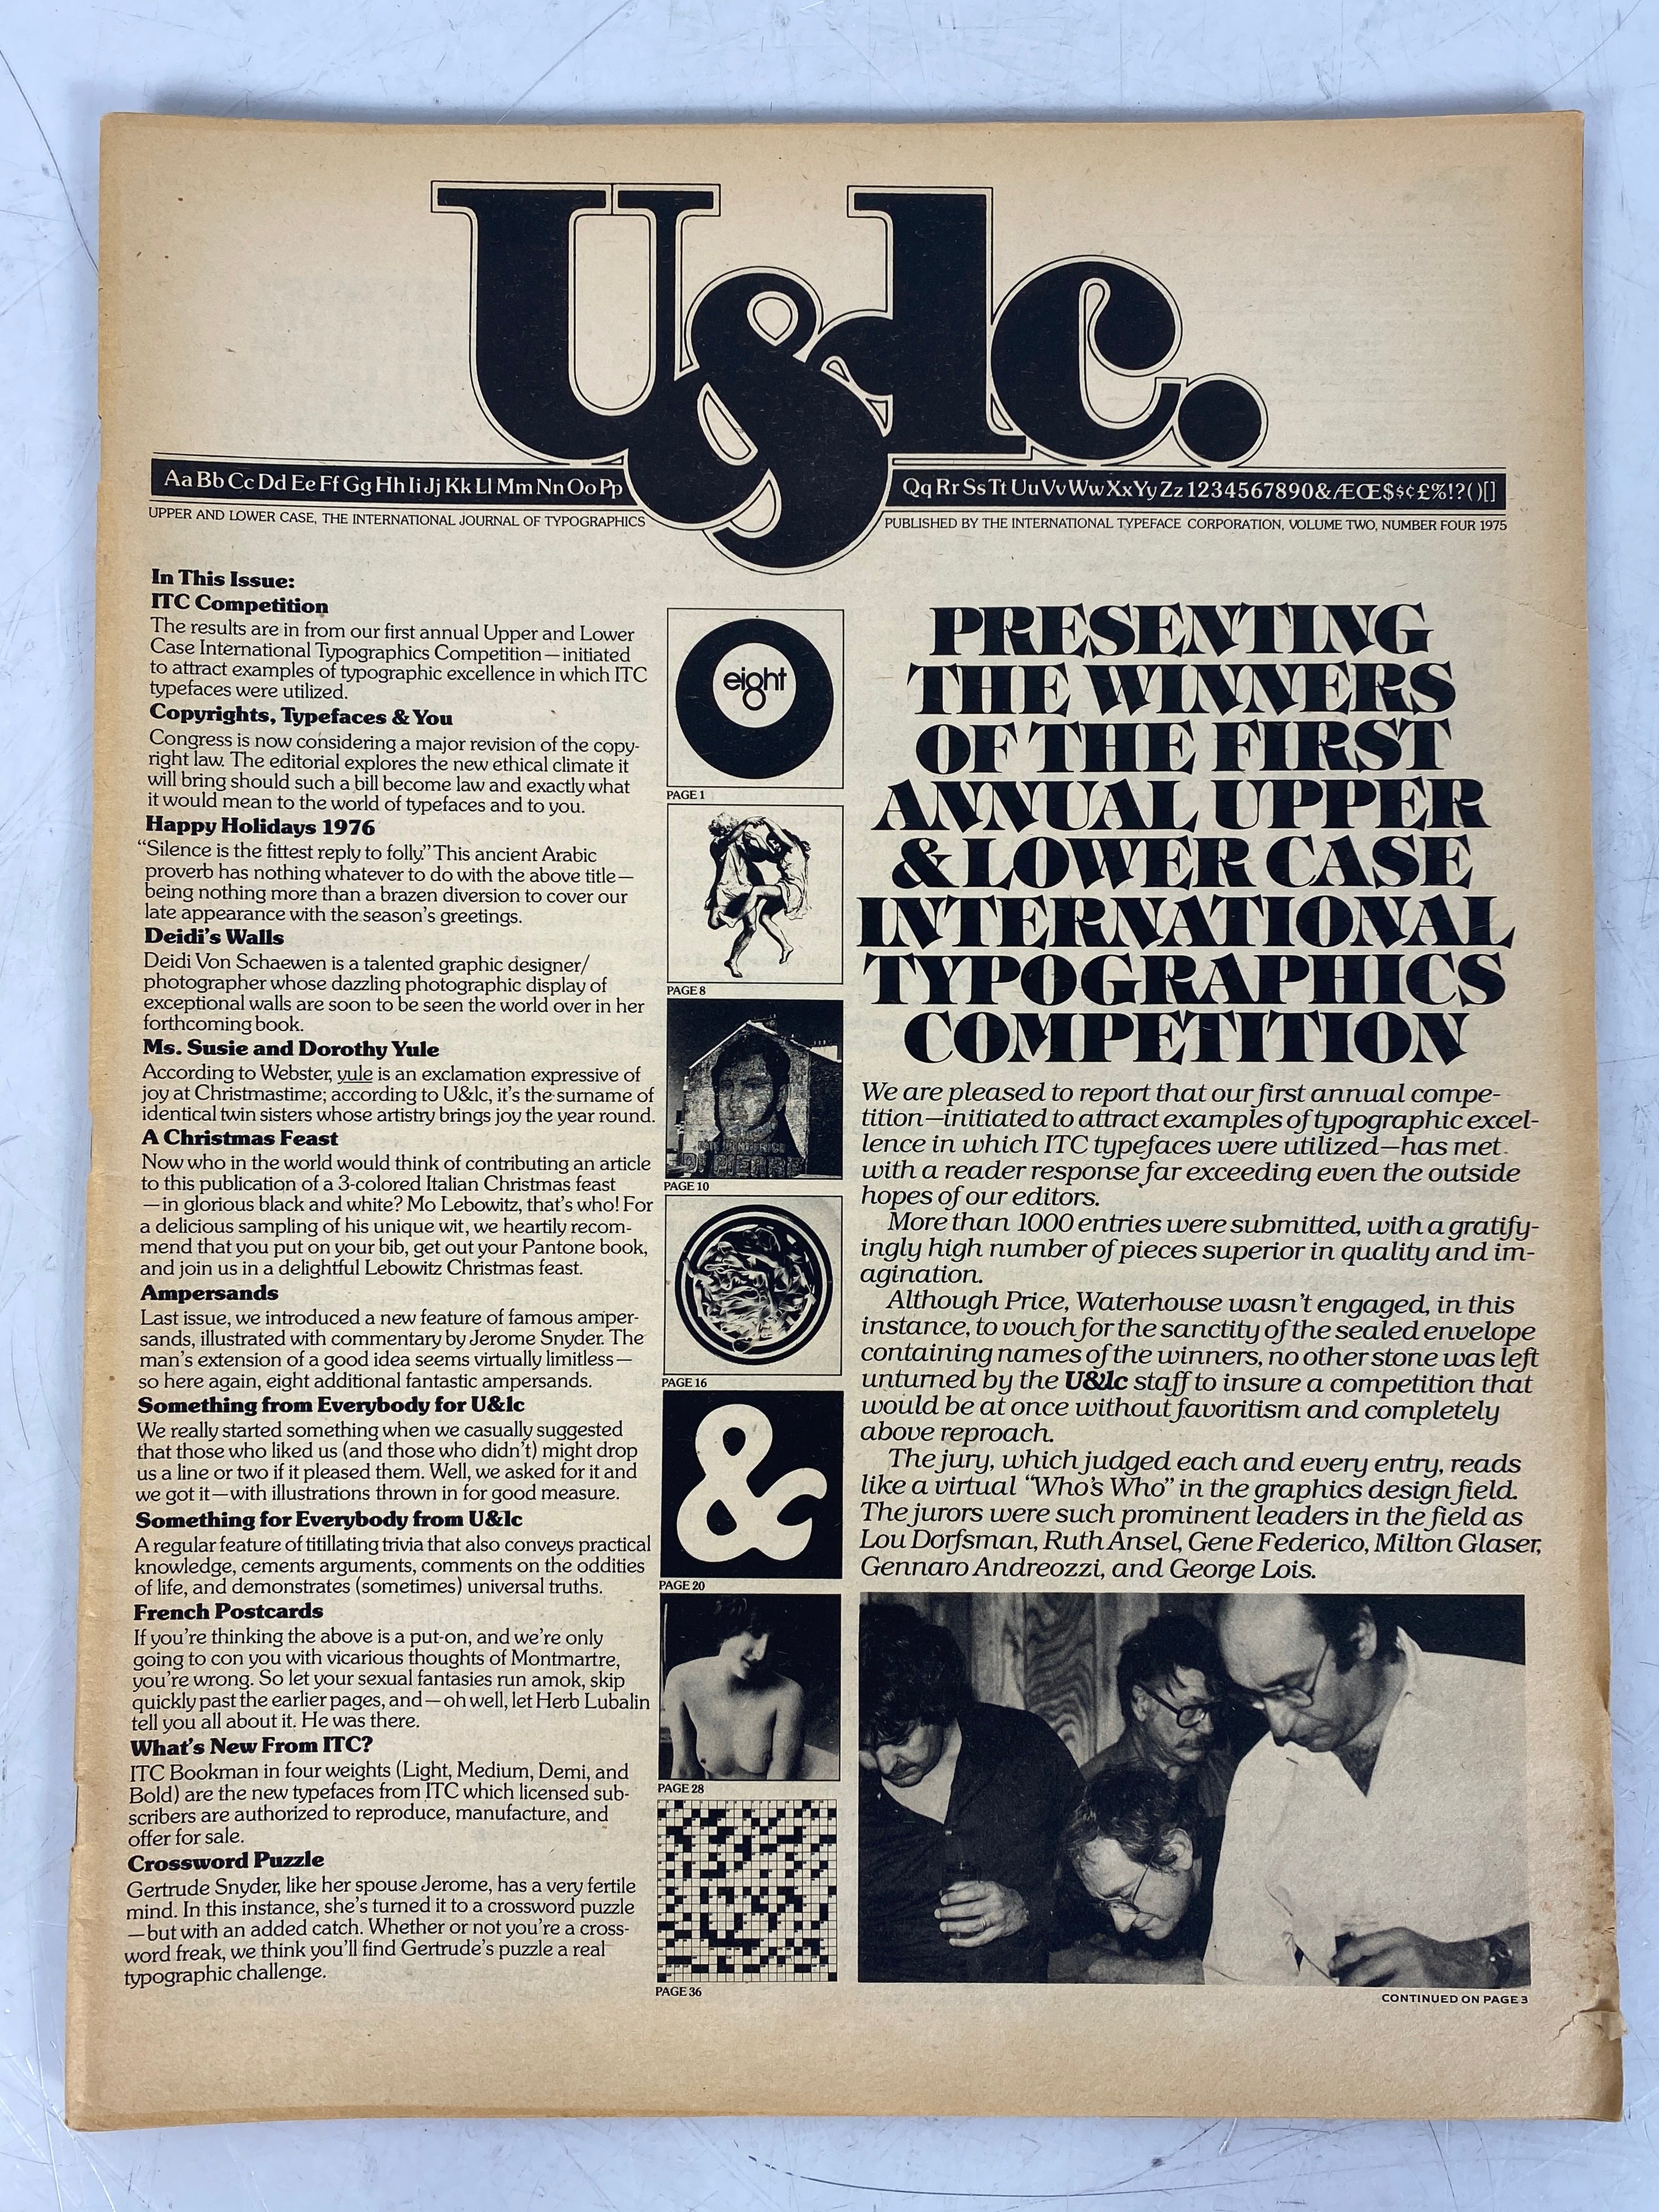 U&lc.
Aa Bb Cc Dd Ee Ff Gg Hh Ii Jj Kk Ll Mm Nn Oo Pp
Qq Rr Ss Tt Uu Vv Ww Xx Yy Zz 1234567890&ÆŒ$$¢£%!?()[]
UPPER AND LOWER CASE, THE INTERNATIONAL JOURNAL OF TYPOGRAPHICS
PUBLISHED BY THE INTERNATIONAL TYPEFACE CORPORATION, VOLUME TWO, NUMBER FOUR 1975
In This Issue:
ITC Competition
The results are in from our first annual Upper and Lower
Case International Typographics Competition—initiated
to attract examples of typographic excellence in which ITC
typefaces were utilized.
Copyrights, Typefaces & You
Congress is now considering a major revision of the copy-
right law. The editorial explores the new ethical climate it
will bring should such a bill become law and exactly what
it would mean to the world of typefaces and to you.
Happy Holidays 1976
“Silence is the fittest reply to folly.” This ancient Arabic
proverb has nothing whatever to do with the above title—
being nothing more than a brazen diversion to cover our
late appearance with the season's greetings.
Deidi's Walls
Deidi Von Schaewen is a talented graphic designer/
photographer whose dazzling photographic display of
exceptional walls are soon to be seen the world over in her
forthcoming book.
Ms. Susie and Dorothy Yule
According to Webster, yule is an exclamation expressive of
joy at Christmastime; according to U&lc, it's the surname of
identical twin sisters whose artistry brings joy the year round.
A Christmas Feast
Now who in the world would think of contributing an article
to this publication of a 3-colored Italian Christmas feast
—in glorious black and white? Mo Lebowitz, that's who! For
a delicious sampling of his unique wit, we heartily recom-
mend that you put on your bib, get out your Pantone book,
and join us in a delightful Lebowitz Christmas feast.
Ampersands
Last issue, we introduced a new feature of famous amper-
sands, illustrated with commentary by Jerome Snyder. The
man's extension of a good idea seems virtually limitless—
so here again, eight additional fantastic ampersands.
Something from Everybody for U&lc
We really started something when we casually suggested
that those who liked us (and those who didn't) might drop
us a line or two if it pleased them. Well, we asked for it and
we got it—with illustrations thrown in for good measure.
Something for Everybody from U&lc
A regular feature of titillating trivia that also conveys practical
knowledge, cements arguments, comments on the oddities
of life, and demonstrates (sometimes) universal truths.
French Postcards
If you're thinking the above is a put-on, and we're only
going to con you with vicarious thoughts of Montmartre,
you're wrong. So let your sexual fantasies run amok, skip
quickly past the earlier pages, and—oh well, let Herb Lubalin
tell you all about it. He was there.
What's New From ITC?
ITC Bookman in four weights (Light, Medium, Demi, and
Bold) are the new typefaces from ITC which licensed sub-
scribers are authorized to reproduce, manufacture, and
offer for sale.
Crossword Puzzle
Gertrude Snyder, like her spouse Jerome, has a very fertile
mind. In this instance, she's turned it to a crossword puzzle
—but with an added catch. Whether or not you're a cross-
word freak, we think you'll find Gertrude's puzzle a real
typographic challenge.
eight
PAGE 1
PAGE 8
PAGE 10
PAGE 16
&
PAGE 20
PAGE 28
PAGE 36
PRESENTING
THE WINNERS
OF THE FIRST
ANNUAL UPPER
& LOWER CASE
INTERNATIONAL
TYPOGRAPHICS
COMPETITION
We are pleased to report that our first annual compe-
tition—initiated to attract examples of typographic excel-
lence in which ITC typefaces were utilized—has met
with a reader response far exceeding even the outside
hopes of our editors.
More than 1000 entries were submitted, with a gratify-
ingly high number of pieces superior in quality and im-
agination.
Although Price, Waterhouse wasn't engaged, in this
instance, to vouch for the sanctity of the sealed envelope
containing names of the winners, no other stone was left
unturned by the U&lc staff to insure a competition that
would be at once without favoritism and completely
above reproach.
The jury, which judged each and every entry, reads
like a virtual “Who's Who” in the graphics design field.
The jurors were such prominent leaders in the field as
Lou Dorfsman, Ruth Ansel, Gene Federico, Milton Glaser,
Gennaro Andreozzi, and George Lois.
CONTINUED ON PAGE 3